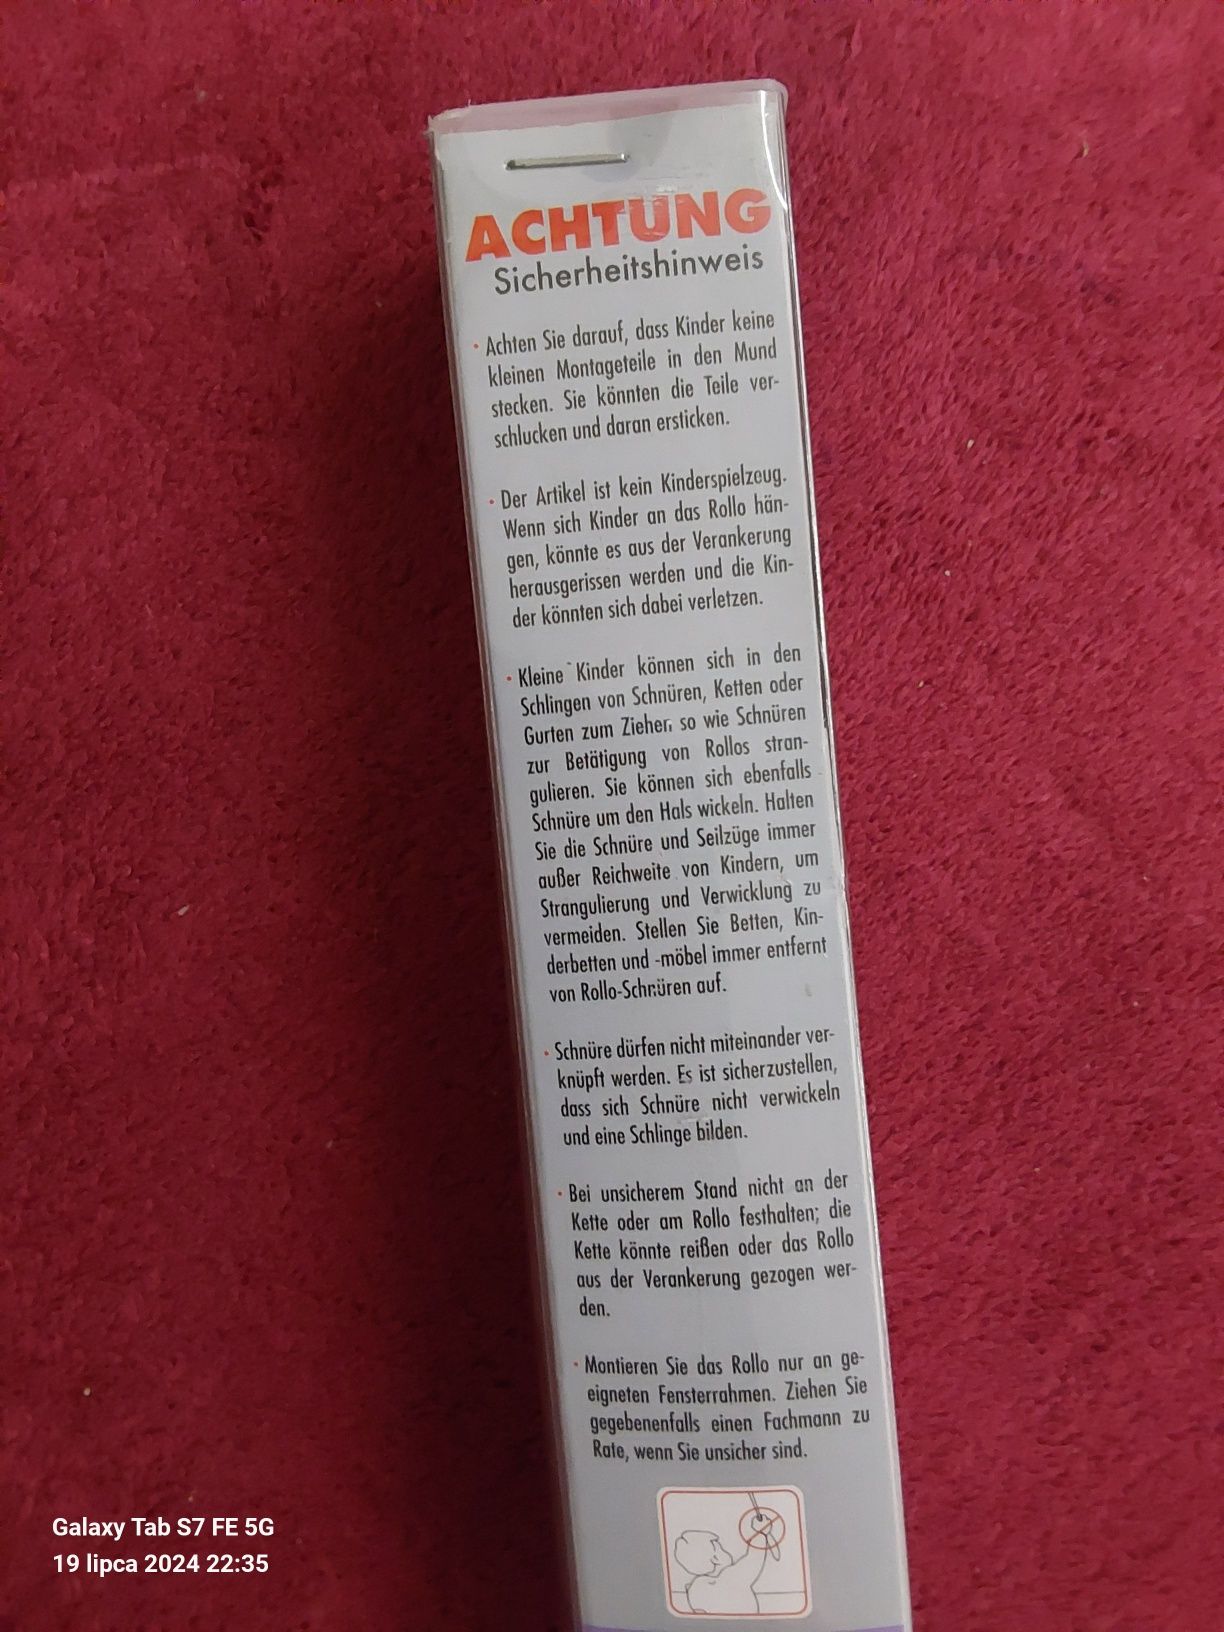 ACHTUNG
Sicherheitshinweis
• Achten Sie darauf, dass Kinder keine
kleinen Montageteile in den Mund
stecken. Sie könnten die Teile ver-
schlucken und daran ersticken.
• Der Artikel ist kein Kinderspielzeug.
Wenn sich Kinder an das Rollo hän-
gen, könnte es aus der Verankerung
herausgerissen werden und die Kin-
der könnten sich dabei verletzen.
• Kleine Kinder können sich in den
Schlingen von Schnüren, Ketten oder
Gurten zum Ziehen so wie Schnüren
zur Betätigung von Rollos stran-
gulieren. Sie können sich ebenfalls
Schnüre um den Hals wickeln. Halten
Sie die Schnüre und Seilzüge immer
außer Reichweite von Kindern, um
Strangulierung und Verwicklung zu
vermeiden. Stellen Sie Betten, Kin-
derbetten und -möbel immer entfernt
von Rollo-Schnüren auf.
• Schnüre dürfen nicht miteinander ver-
knüpft werden. Es ist sicherzustellen,
dass sich Schnüre nicht verwickeln
und eine Schlinge bilden.
• Bei unsicherem Stand nicht an der
Kette oder am Rollo festhalten; die
Kette könnte reißen oder das Rollo
aus der Verankerung gezogen wer-
den.
• Montieren Sie das Rollo nur an ge-
eigneten Fensterrahmen. Ziehen Sie
gegebenenfalls einen Fachmann zu
Rate, wenn Sie unsicher sind.
Galaxy Tab S7 FE 5G
19 lipca 2024 22:35